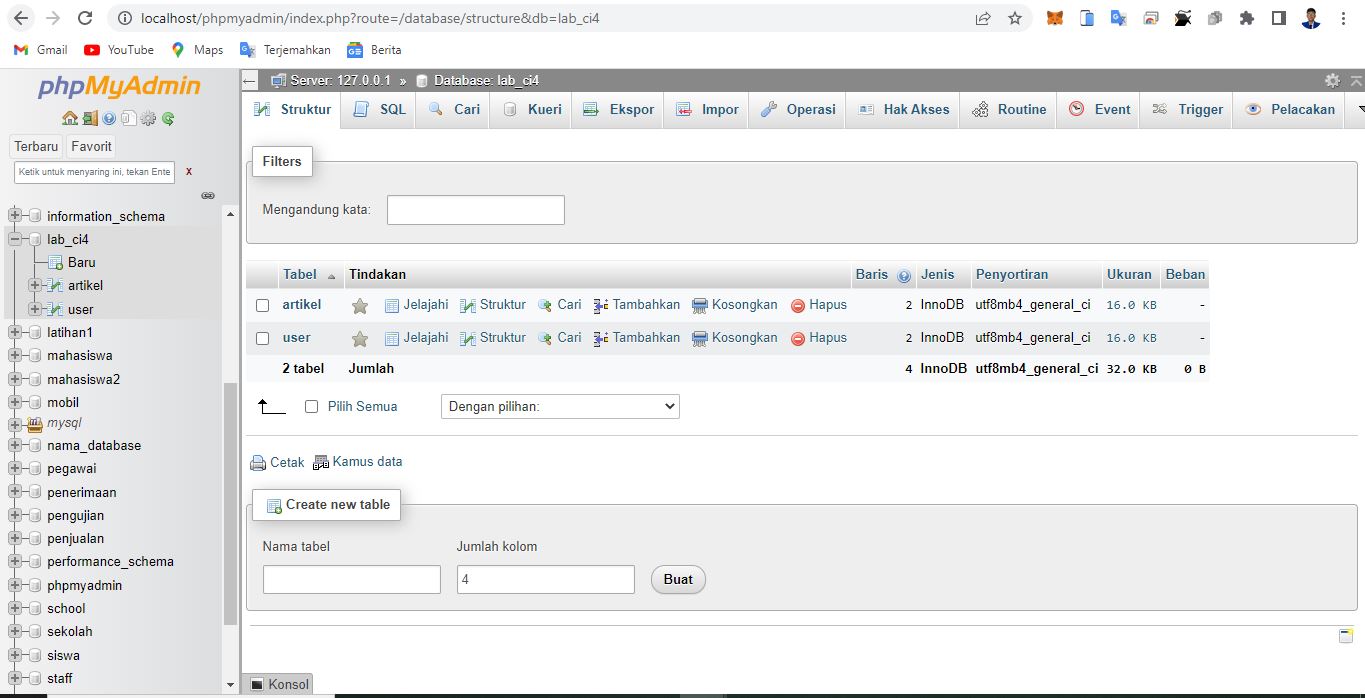 localhost/phpmyadmin/index.php?route=/database/structure&db=lab_ci4
Gmail YouTube Maps Terjemahkan Berita
phpMyAdmin
Terbaru Favorit
Ketik untuk menyaring ini, tekan Ente X
information_schema
lab_ci4
Baru
artikel
user
latihan1
mahasiswa
mahasiswa2
mobil
mysql
nama_database
pegawai
penerimaan
pengujian
penjualan
performance_schema
phpmyadmin
school
sekolah
siswa
staff
Server: 127.0.0.1 » Database: lab_ci4
Struktur SQL Cari Kueri Ekspor Impor Operasi Hak Akses Routine Event Trigger Pelacakan
Filters
Mengandung kata:
Tabel Tindakan Baris Jenis Penyortiran Ukuran Beban
artikel Jelajahi Struktur Cari Tambahkan Kosongkan Hapus 2 InnoDB utf8mb4_general_ci 16.0 KB -
user Jelajahi Struktur Cari Tambahkan Kosongkan Hapus 2 InnoDB utf8mb4_general_ci 16.0 KB -
2 tabel Jumlah 4 InnoDB utf8mb4_general_ci 32.0 KB 0 B
Pilih Semua Dengan pilihan:
Cetak Kamus data
Create new table
Nama tabel Jumlah kolom
4 Buat
Konsol